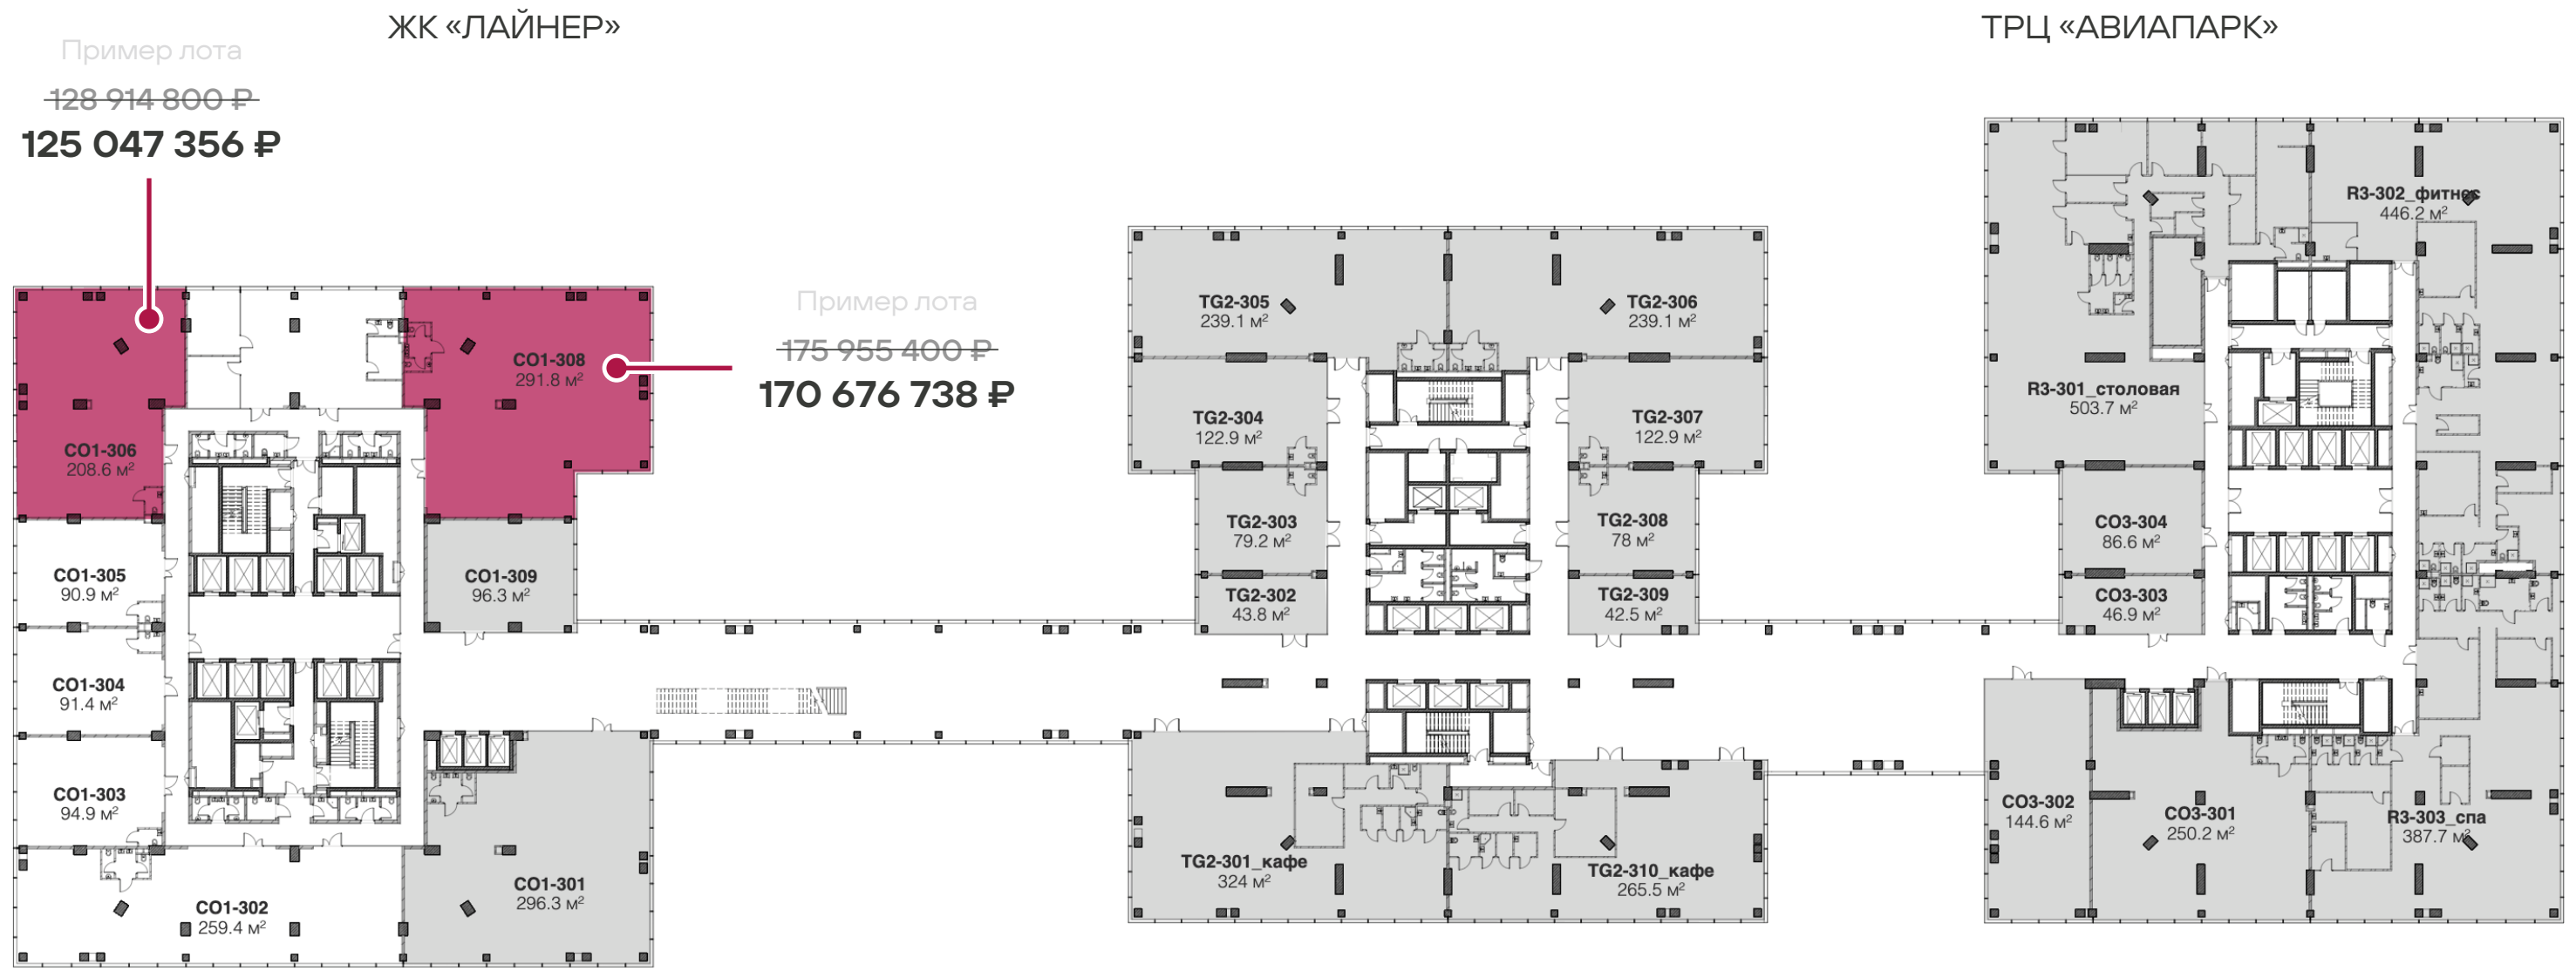 ЖК «ЛАЙНЕР»
ТРЦ «АВИАПАРК»
Пример лота
128 914 800 ₽
125 047 356 ₽
Пример лота
175 955 400 ₽
170 676 738 ₽
CO1-306
208.6 м²
CO1-308
291.8 м²
CO1-305
90.9 м²
CO1-309
96.3 м²
CO1-304
91.4 м²
CO1-303
94.9 м²
CO1-302
259.4 м²
CO1-301
296.3 м²
TG2-305
239.1 м²
TG2-306
239.1 м²
TG2-304
122.9 м²
TG2-307
122.9 м²
TG2-303
79.2 м²
TG2-308
78 м²
TG2-302
43.8 м²
TG2-309
42.5 м²
TG2-301_кафе
324 м²
TG2-310_кафе
265.5 м²
R3-302_фитнес
446.2 м²
R3-301_столовая
503.7 м²
CO3-304
86.6 м²
CO3-303
46.9 м²
CO3-302
144.6 м²
CO3-301
250.2 м²
R3-303_спа
387.7 м²